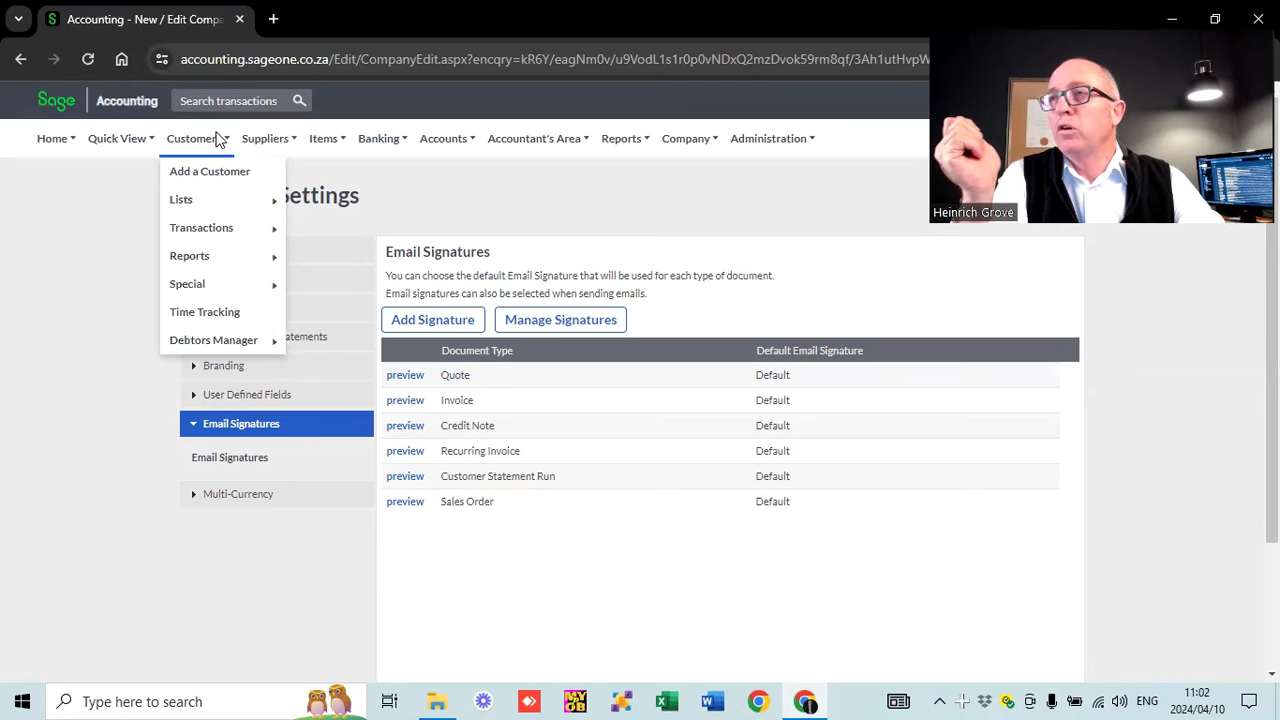 Accounting - New / Edit Compa
accounting.sageone.co.za/Edit/CompanyEdit.aspx?encqry=kR6Y/eagNm0v/u9VodL1s1r0p0vNDxQ2mzDvok59rm8qf/3Ah1utHvpW
Sage
Accounting
Search transactions
Home
Quick View
Customer
Suppliers
Items
Banking
Accounts
Accountant's Area
Reports
Company
Administration
Heinrich Grove
Add a Customer
Lists
Transactions
Reports
Special
Time Tracking
Debtors Manager
Settings
atements
Branding
User Defined Fields
Email Signatures
Email Signatures
Multi-Currency
Email Signatures
You can choose the default Email Signature that will be used for each type of document.
Email signatures can also be selected when sending emails.
Add Signature
Manage Signatures
Document Type Default Email Signature
preview Quote Default
preview Invoice Default
preview Credit Note Default
preview Recurring Invoice Default
preview Customer Statement Run Default
preview Sales Order Default
Type here to search
MYOB
ENG
11:02
2024/04/10